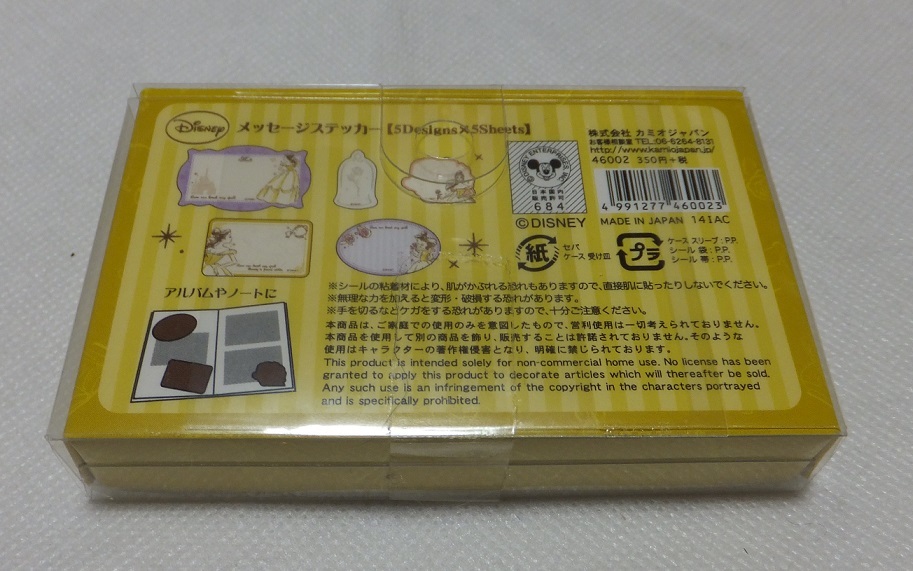 Disney メッセージステッカー【5Designs×5Sheets】
株式会社 カミオジャパン
お客様相談室 TEL:06-6264-8131
http://www.kamiojapan.jp/
46002 350円+税
日本国内
販売許可
684
4 991277 460023
©DISNEY MADE IN JAPAN 141AC
紙
セパ
ケース 受け皿
プラ
ケース スリーブ:P.P.
シール 袋:P.P.
シール 帯:P.P.
アルバムやノートに
※シールの粘着材により、肌がかぶれる恐れもありますので、直接肌に貼ったりしないでください。
※無理な力を加えると変形・破損する恐れがあります。
※手を切るなどケガをする恐れがありますので、十分ご注意ください。
本商品は、ご家庭での使用のみを意図したもので、営利使用は一切考えられておりません。
本商品を使用して別の商品を飾り、販売することは許諾されておりません。そのような
使用はキャラクターの著作権侵害となり、明確に禁じられております。
This product is intended solely for non-commercial home use. No license has been
granted to apply this product to decorate articles which will thereafter be sold.
Any such use is an infringement of the copyright in the characters portrayed
and is specifically prohibited.